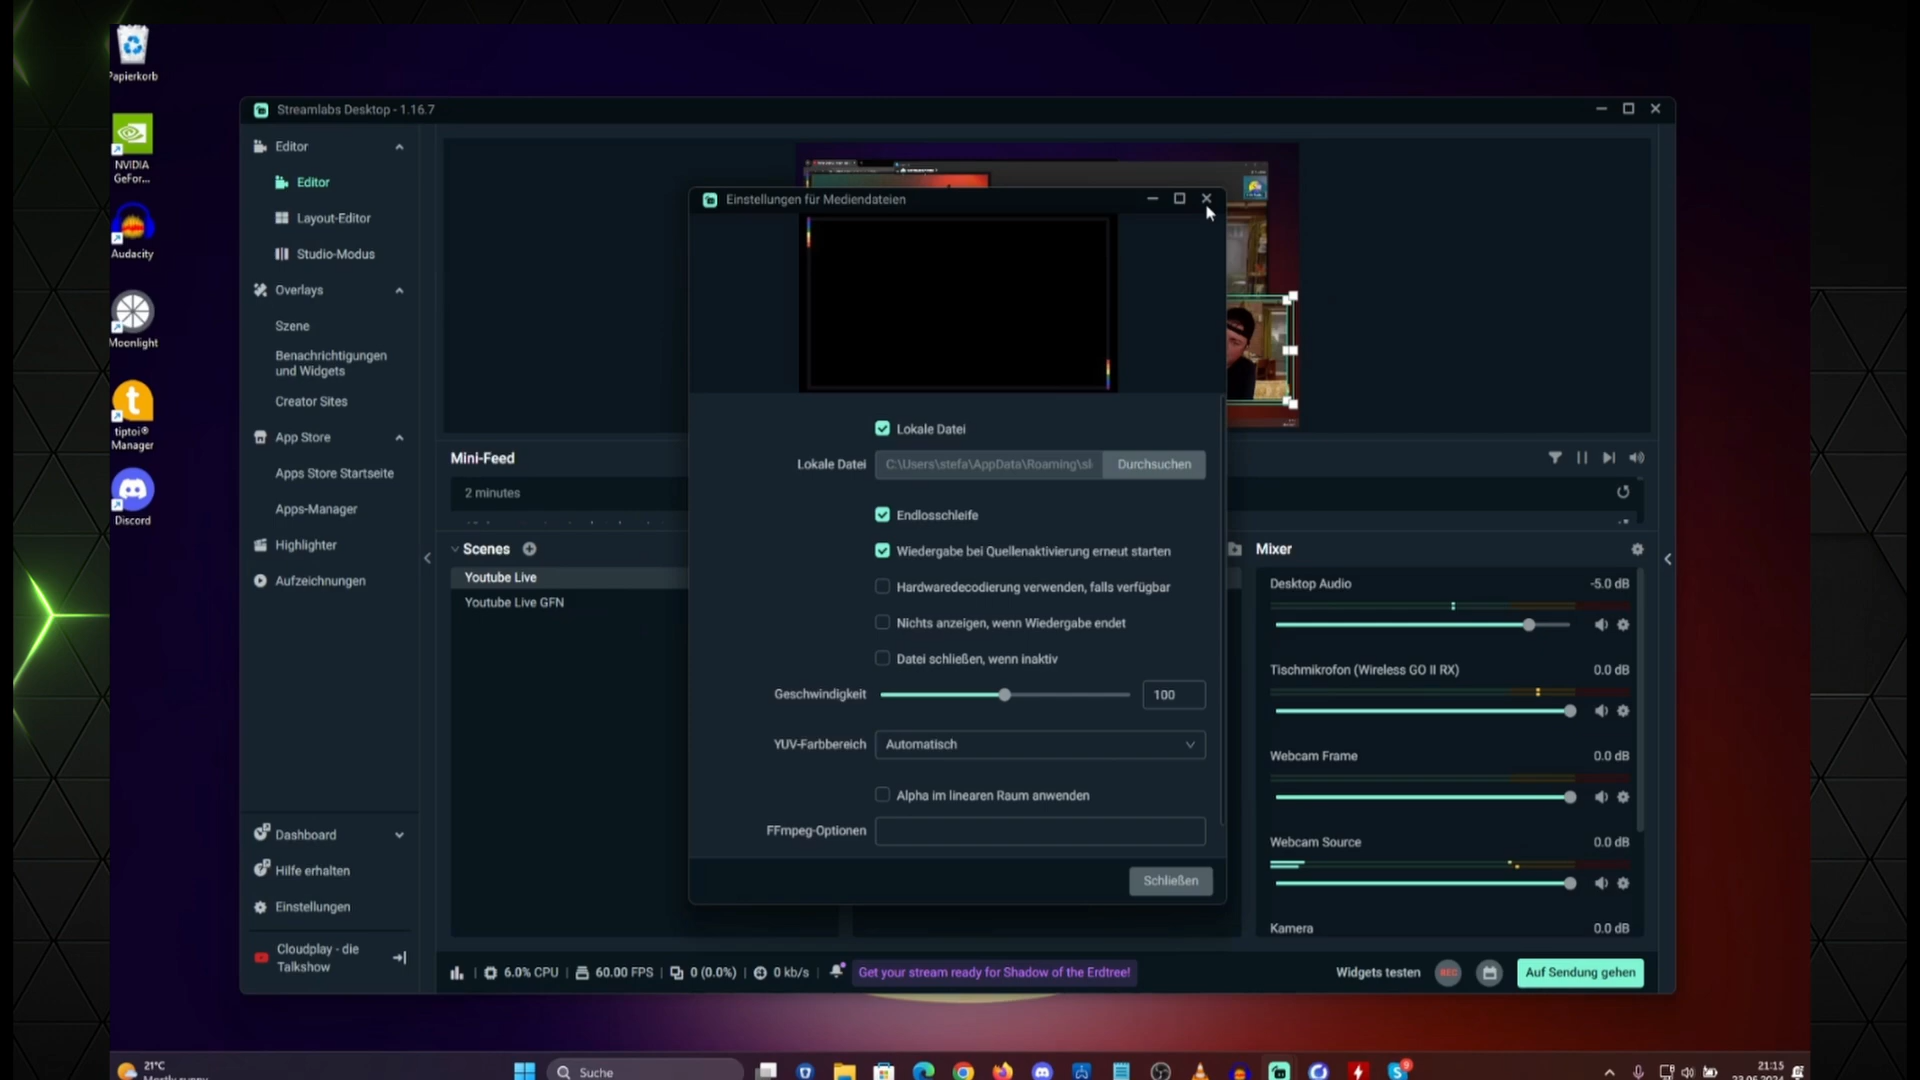 Papierkorb
NVIDIA
GeFor...
Audacity
Moonlight
tiptoi®
Manager
Discord
Streamlabs Desktop - 1.16.7
Editor
Editor
Layout-Editor
Studio-Modus
Overlays
Szene
Benachrichtigungen
und Widgets
Creator Sites
App Store
Apps Store Startseite
Apps-Manager
Highlighter
Aufzeichnungen
Dashboard
Hilfe erhalten
Einstellungen
Cloudplay - die
Talkshow
Einstellungen für Mediendateien
Lokale Datei
Lokale Datei C:\Users\stefa\AppData\Roaming\sl Durchsuchen
Endlosschleife
Wiedergabe bei Quellenaktivierung erneut starten
Hardwaredecodierung verwenden, falls verfügbar
Nichts anzeigen, wenn Wiedergabe endet
Datei schließen, wenn inaktiv
Geschwindigkeit 100
YUV-Farbbereich Automatisch
Alpha im linearen Raum anwenden
FFmpeg-Optionen
Schließen
Mini-Feed
2 minutes
Scenes
Youtube Live
Youtube Live GFN
Mixer
Desktop Audio -5.0 dB
Tischmikrofon (Wireless GO II RX) 0.0 dB
Webcam Frame 0.0 dB
Webcam Source 0.0 dB
Kamera 0.0 dB
6.0% CPU 60.00 FPS 0 (0.0%) 0 kb/s Get your stream ready for Shadow of the Erdtree! Widgets testen REC Auf Sendung gehen
21°C
Suche
21:15